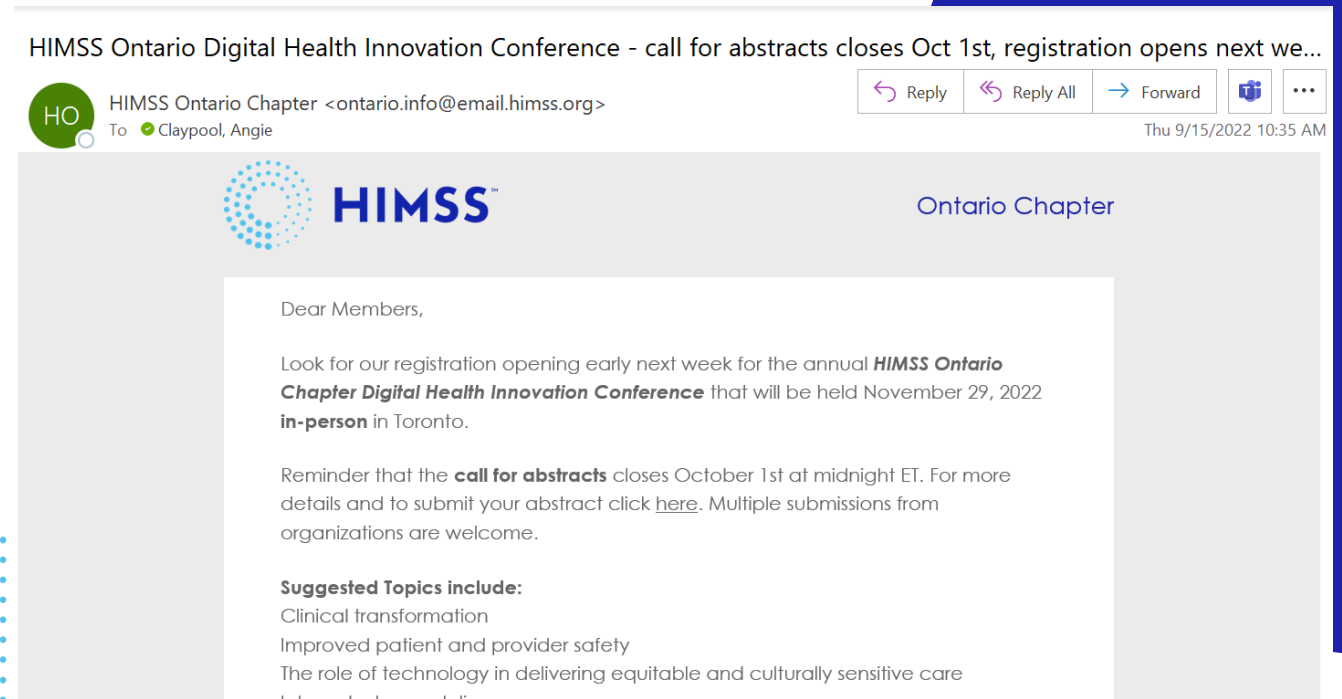 HIMSS Ontario Digital Health Innovation Conference - call for abstracts closes Oct 1st, registration opens next we...
HO
HIMSS Ontario Chapter <ontario.info@email.himss.org>
Reply
Reply All
Forward
To Claypool, Angie
Thu 9/15/2022 10:35 AM
HIMSS™
Ontario Chapter
Dear Members,
Look for our registration opening early next week for the annual HIMSS Ontario
Chapter Digital Health Innovation Conference that will be held November 29, 2022
in-person in Toronto.
Reminder that the call for abstracts closes October 1st at midnight ET. For more
details and to submit your abstract click here. Multiple submissions from
organizations are welcome.
Suggested Topics include:
Clinical transformation
Improved patient and provider safety
The role of technology in delivering equitable and culturally sensitive care